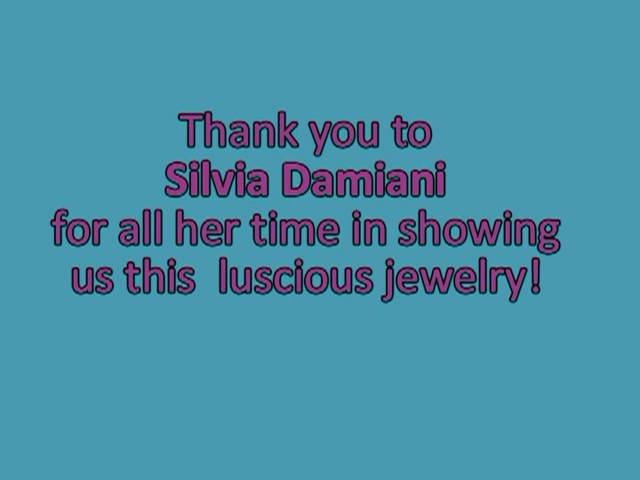 Thank you to
Silvia Damiani
for all her time in showing
us this  luscious jewelry!